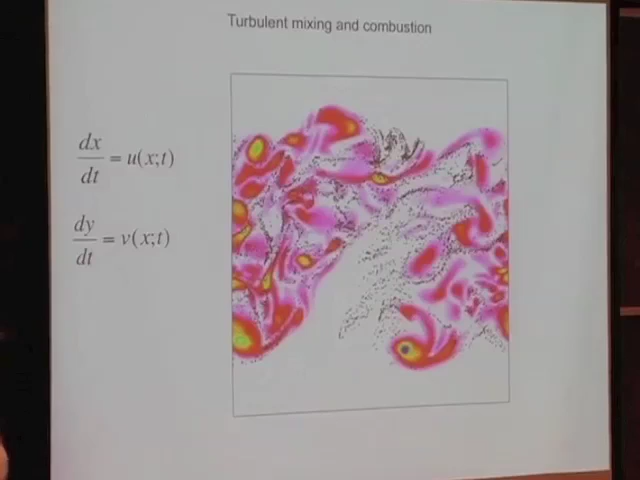 Turbulent mixing and combustion
dx/dt = u(x;t)
dy/dt = v(x;t)